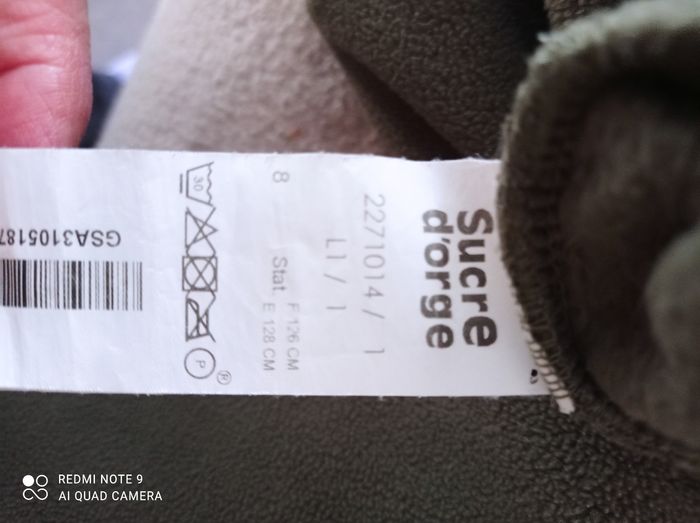 Sucre
d'orge
2271014 / 1
L1 / 1
8
Stat. F 126 CM
E 128 CM
30
P
®
GSA3105187
REDMI NOTE 9
AI QUAD CAMERA